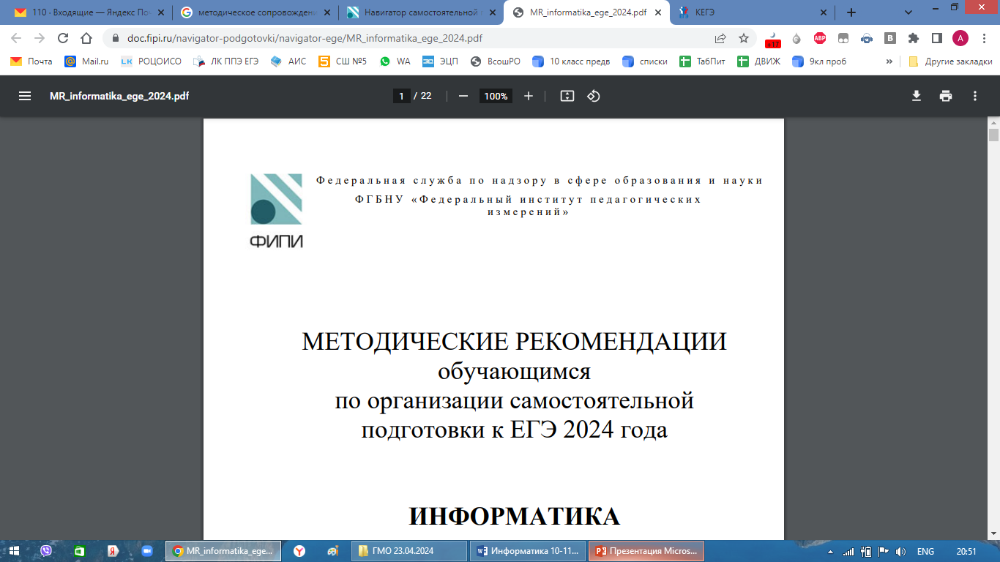 110 · Входящие — Яндекс По
методическое сопровождени
Навигатор самостоятельной
MR_informatika_ege_2024.pdf
КЕГЭ
doc.fipi.ru/navigator-podgotovki/navigator-ege/MR_informatika_ege_2024.pdf
+17
ABP
B
A
Почта
Mail.ru
LK РОЦОИСО
ЛК ППЭ ЕГЭ
АИС
5 СШ №5
WA
ЭЦП
ВсошРО
10 класс предв
списки
ТабПит
ДВИЖ
9кл проб
»
Другие закладки
MR_informatika_ege_2024.pdf
1 / 22
100%
Федеральная служба по надзору в сфере образования и науки
ФГБНУ «Федеральный институт педагогических
измерений»
ФИПИ
МЕТОДИЧЕСКИЕ РЕКОМЕНДАЦИИ
обучающимся
по организации самостоятельной
подготовки к ЕГЭ 2024 года
ИНФОРМАТИКА
Я
MR_informatika_ege...
Y
ГМО 23.04.2024
Информатика 10-11...
Презентация Micros...
ENG
20:51